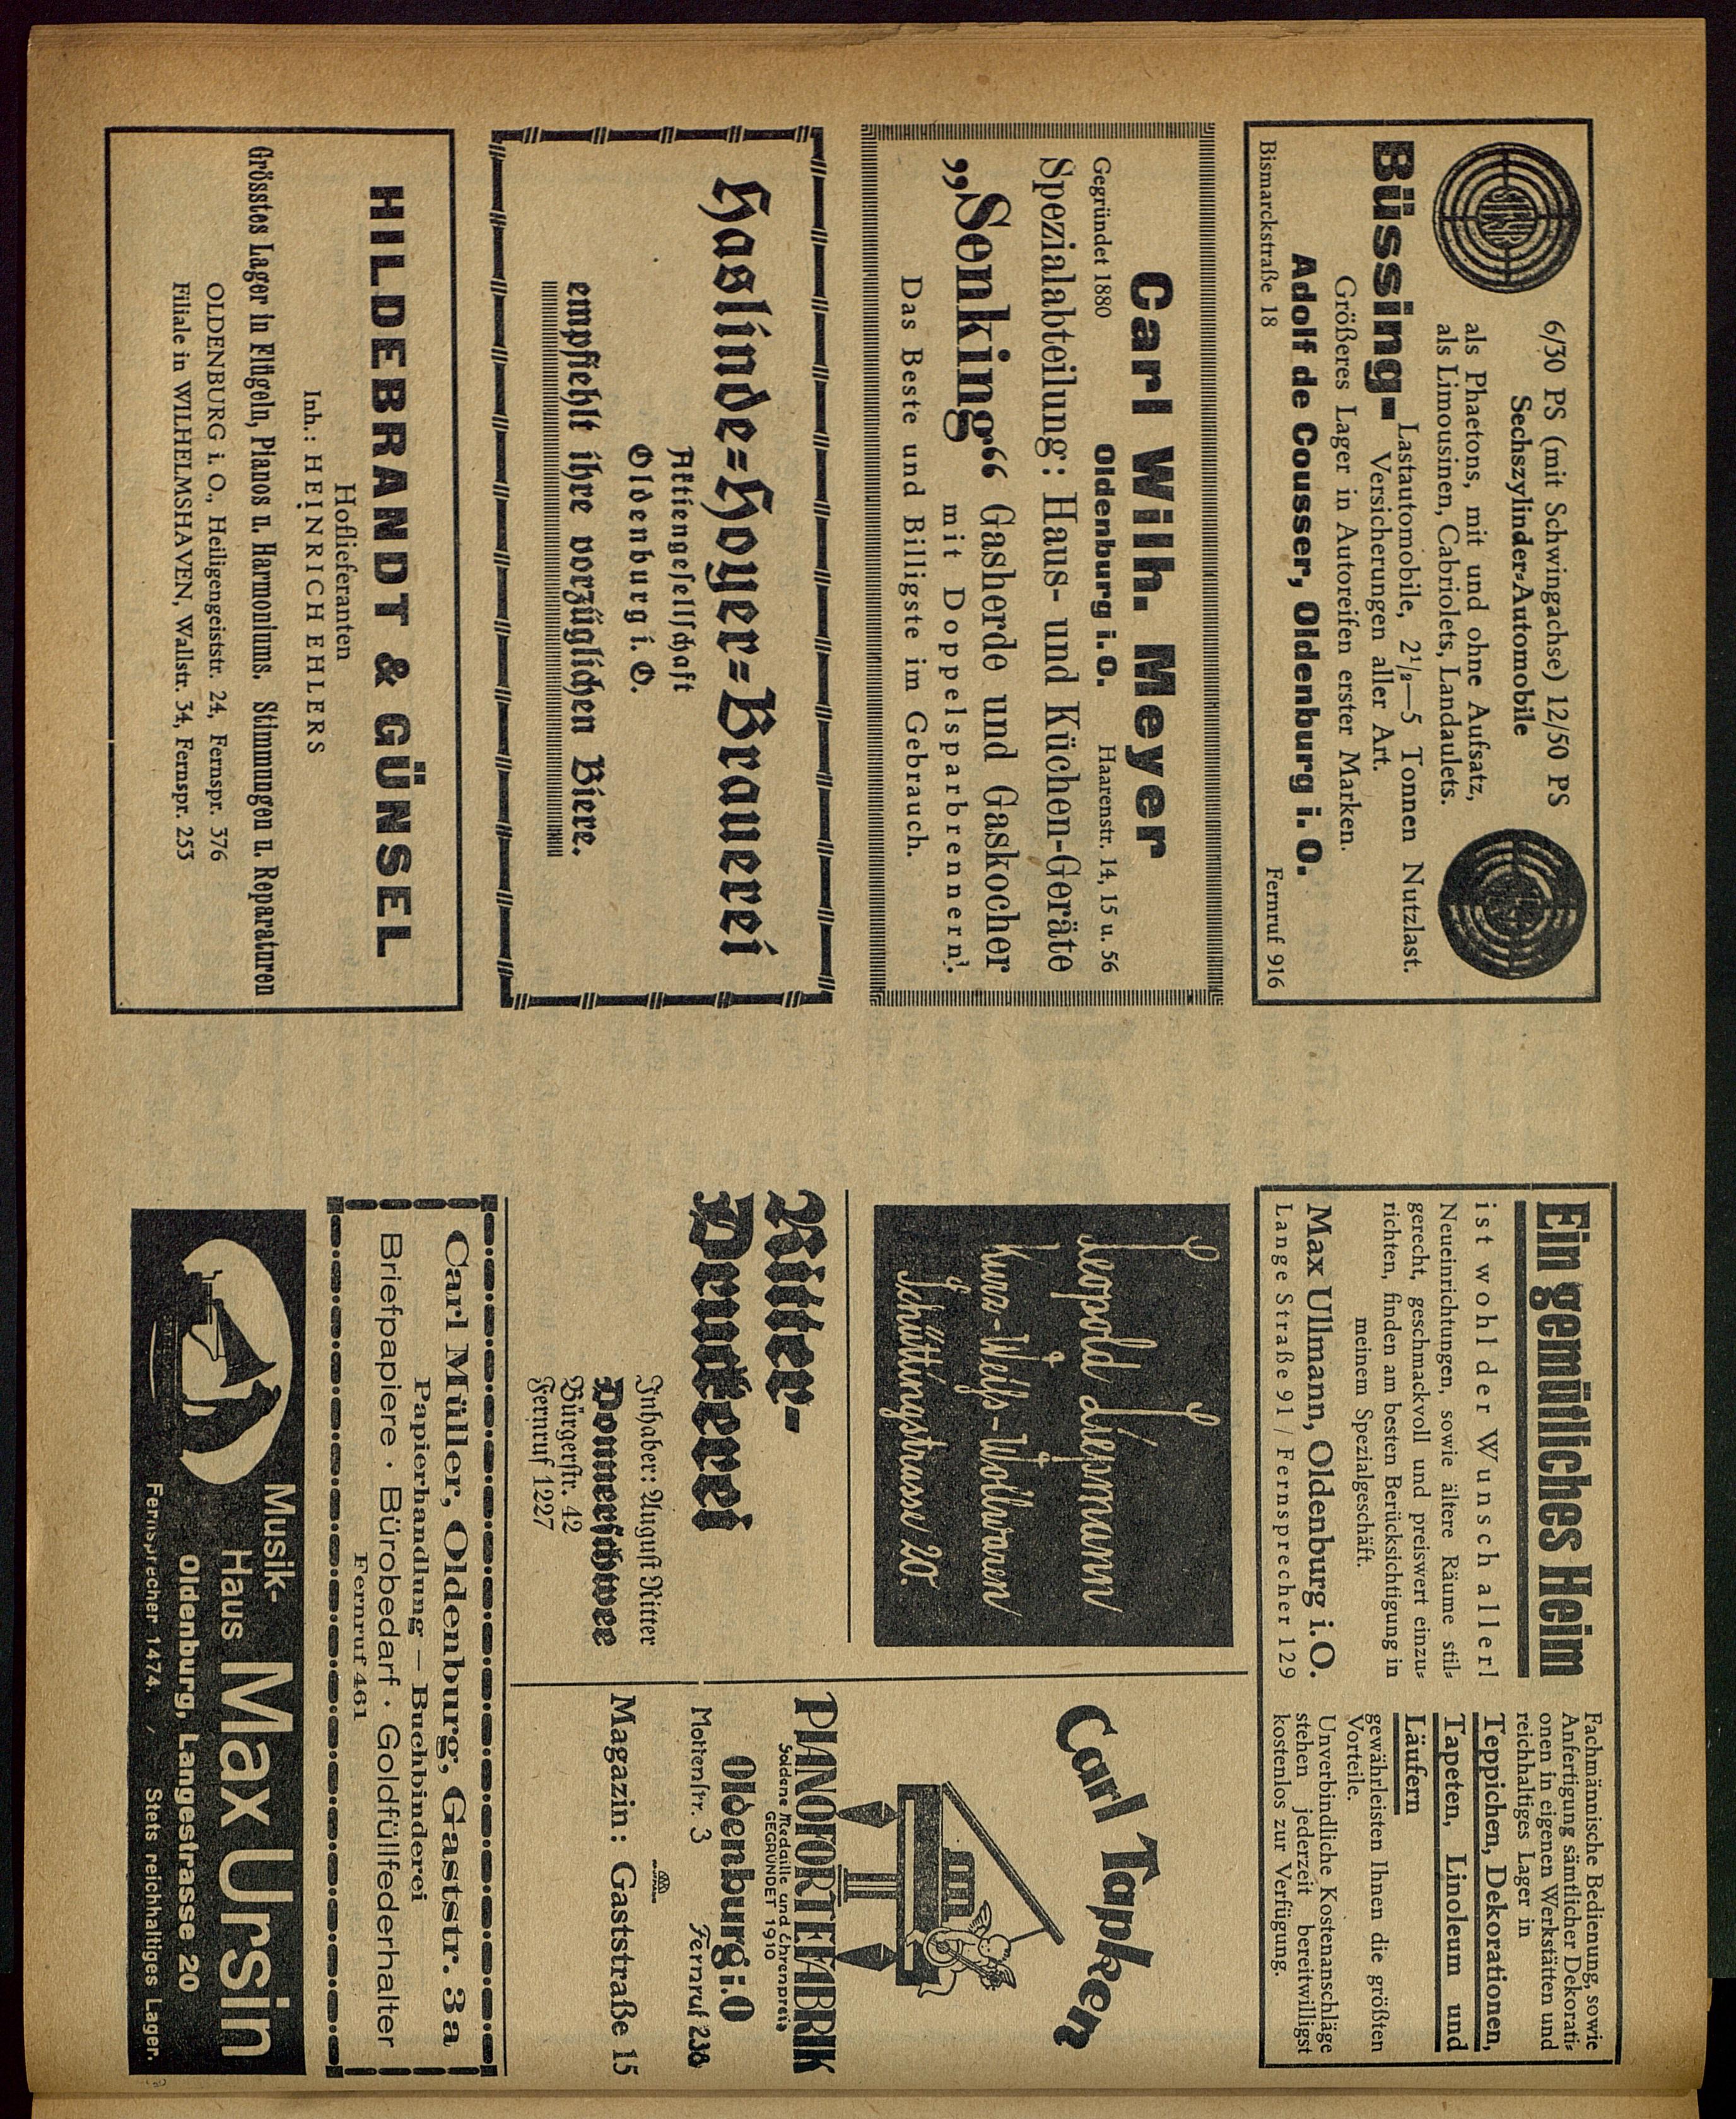 STEYR
6/30 PS (mit Schwingachse) 12/50 PS
Sechszylinder=Automobile
als Phaetons, mit und ohne Aufsatz,
als Limousinen, Cabriolets, Landaulets.
Büssing- Lastautomobile, 2½—5 Tonnen Nutzlast.
Versicherungen aller Art.
Größeres Lager in Autoreifen erster Marken.
Adolf de Cousser, Oldenburg i. O.
Bismarckstraße 18 Fernruf 916
Carl Wilh. Meyer
Gegründet 1880 Oldenburg i. O. Haarenstr. 14, 15 u. 56
Spezialabteilung: Haus- und Küchen-Geräte
„Senking“ Gasherde und Gaskocher
mit Doppelsparbrennern.
Das Beste und Billigste im Gebrauch.
Haslinde=Hoyer=Brauerei
Aktiengesellschaft
Oldenburg i. O.
empfiehlt ihre vorzüglichen Biere.
HILDEBRANDT & GÜNSEL
Hoflieferanten
Inh.: HEINRICH EHLERS
Grösstes Lager in Flügeln, Pianos u. Harmoniums. Stimmungen u. Reparaturen
OLDENBURG i. O., Heiligengeiststr. 24, Fernspr. 376
Filiale in WILHELMSHAVEN, Wallstr. 34, Fernspr. 253
Ein gemütliches Heim
ist wohl der Wunsch aller!
Neueinrichtungen, sowie ältere Räume stil=
gerecht, geschmackvoll und preiswert einzu=
richten, finden am besten Berücksichtigung in
meinem Spezialgeschäft.
Max Ullmann, Oldenburg i. O.
Lange Straße 91 / Fernsprecher 129
Fachmännische Bedienung, sowie
Anfertigung sämtlicher Dekorati=
onen in eigenen Werkstätten und
reichhaltiges Lager in
Teppichen, Dekorationen,
Tapeten, Linoleum und
Läufern
gewährleisten Ihnen die größten
Vorteile.
Unverbindliche Kostenanschläge
stehen jederzeit bereitwilligst
kostenlos zur Verfügung.
Leopold Liepmann
Kurz-Weiß-Wollwaren
Schüttingstrasse 20.
Carl Tapken
PIANOFORTEFABRIK
Goldene Medaille und Ehrenpreis
GEGRÜNDET 1910
Oldenburg i:O
Mottenstr. 3 Fernruf 238
Magazin: Gaststraße 15
Ritter-
Druckerei
Inhaber: August Ritter
Donnerschwee
Bürgerstr. 42
Fernruf 1227
Carl Müller, Oldenburg, Gaststr. 3a
Papierhandlung — Buchbinderei
Briefpapiere · Bürobedarf · Goldfüllfederhalter
Fernruf 461
Musik-
Haus Max Ursin
Oldenburg, Langestrasse 20
Fernsprecher 1474. Stets reichhaltiges Lager.